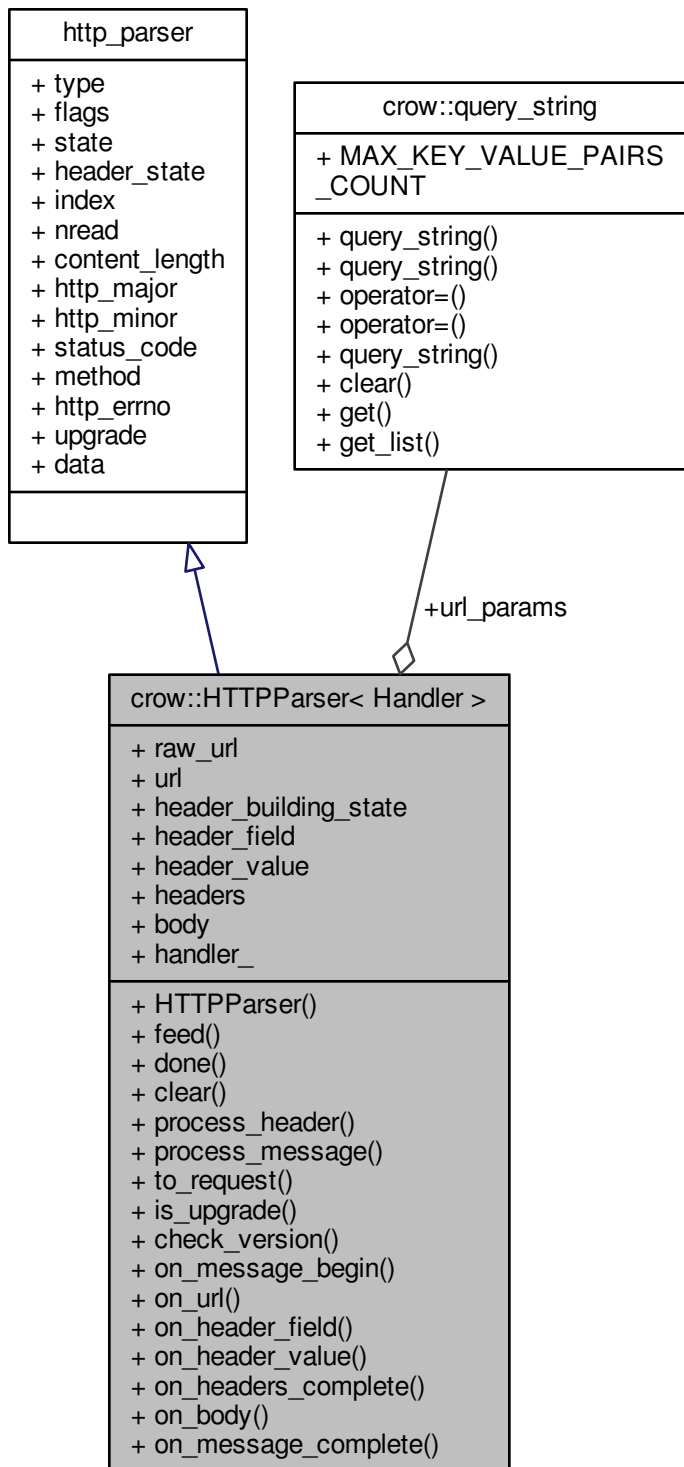 http_parser
+ type
+ flags
+ state
+ header_state
+ index
+ nread
+ content_length
+ http_major
+ http_minor
+ status_code
+ method
+ http_errno
+ upgrade
+ data
crow::query_string
+ MAX_KEY_VALUE_PAIRS
_COUNT
+ query_string()
+ query_string()
+ operator=()
+ operator=()
+ query_string()
+ clear()
+ get()
+ get_list()
+url_params
crow::HTTPParser< Handler >
+ raw_url
+ url
+ header_building_state
+ header_field
+ header_value
+ headers
+ body
+ handler_
+ HTTPParser()
+ feed()
+ done()
+ clear()
+ process_header()
+ process_message()
+ to_request()
+ is_upgrade()
+ check_version()
+ on_message_begin()
+ on_url()
+ on_header_field()
+ on_header_value()
+ on_headers_complete()
+ on_body()
+ on_message_complete()